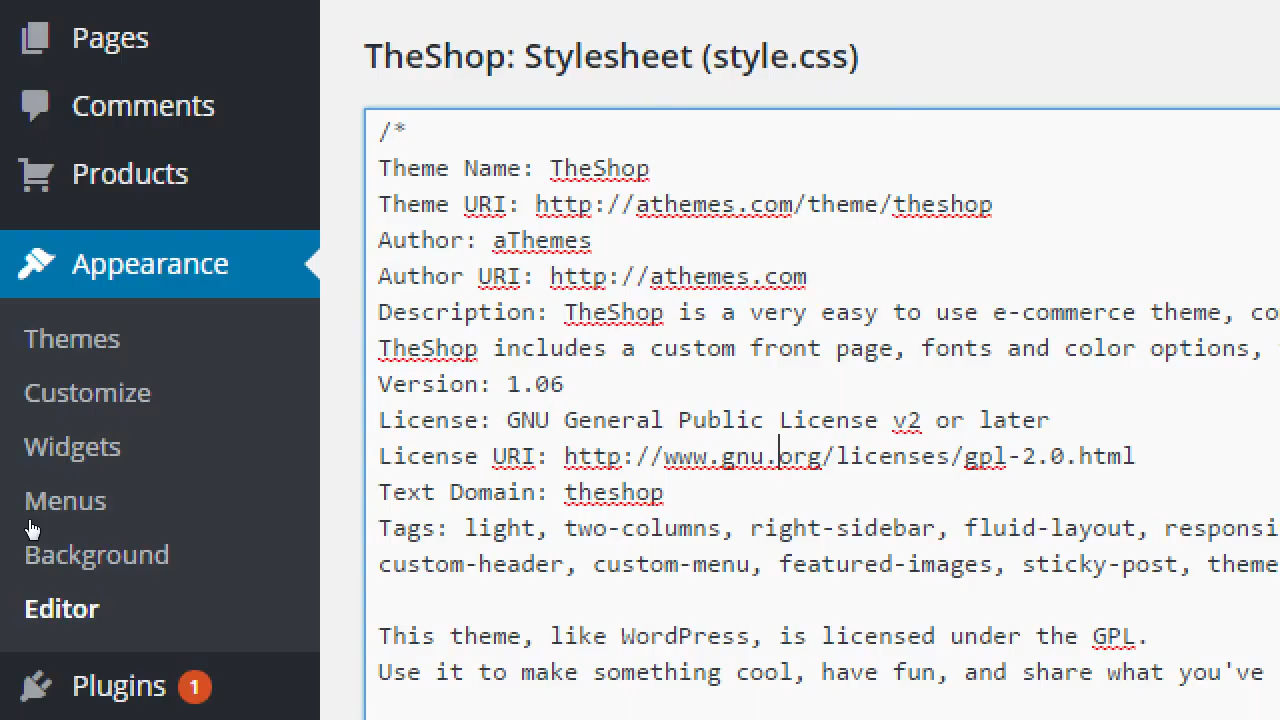 Pages
Comments
Products
Appearance
Themes
Customize
Widgets
Menus
Background
Editor
Plugins 1
TheShop: Stylesheet (style.css)
/*
Theme Name: TheShop
Theme URI: http://athemes.com/theme/theshop
Author: aThemes
Author URI: http://athemes.com
Description: TheShop is a very easy to use e-commerce theme, co
TheShop includes a custom front page, fonts and color options,
Version: 1.06
License: GNU General Public License v2 or later
License URI: http://www.gnu.org/licenses/gpl-2.0.html
Text Domain: theshop
Tags: light, two-columns, right-sidebar, fluid-layout, responsi
custom-header, custom-menu, featured-images, sticky-post, theme
This theme, like WordPress, is licensed under the GPL.
Use it to make something cool, have fun, and share what you've